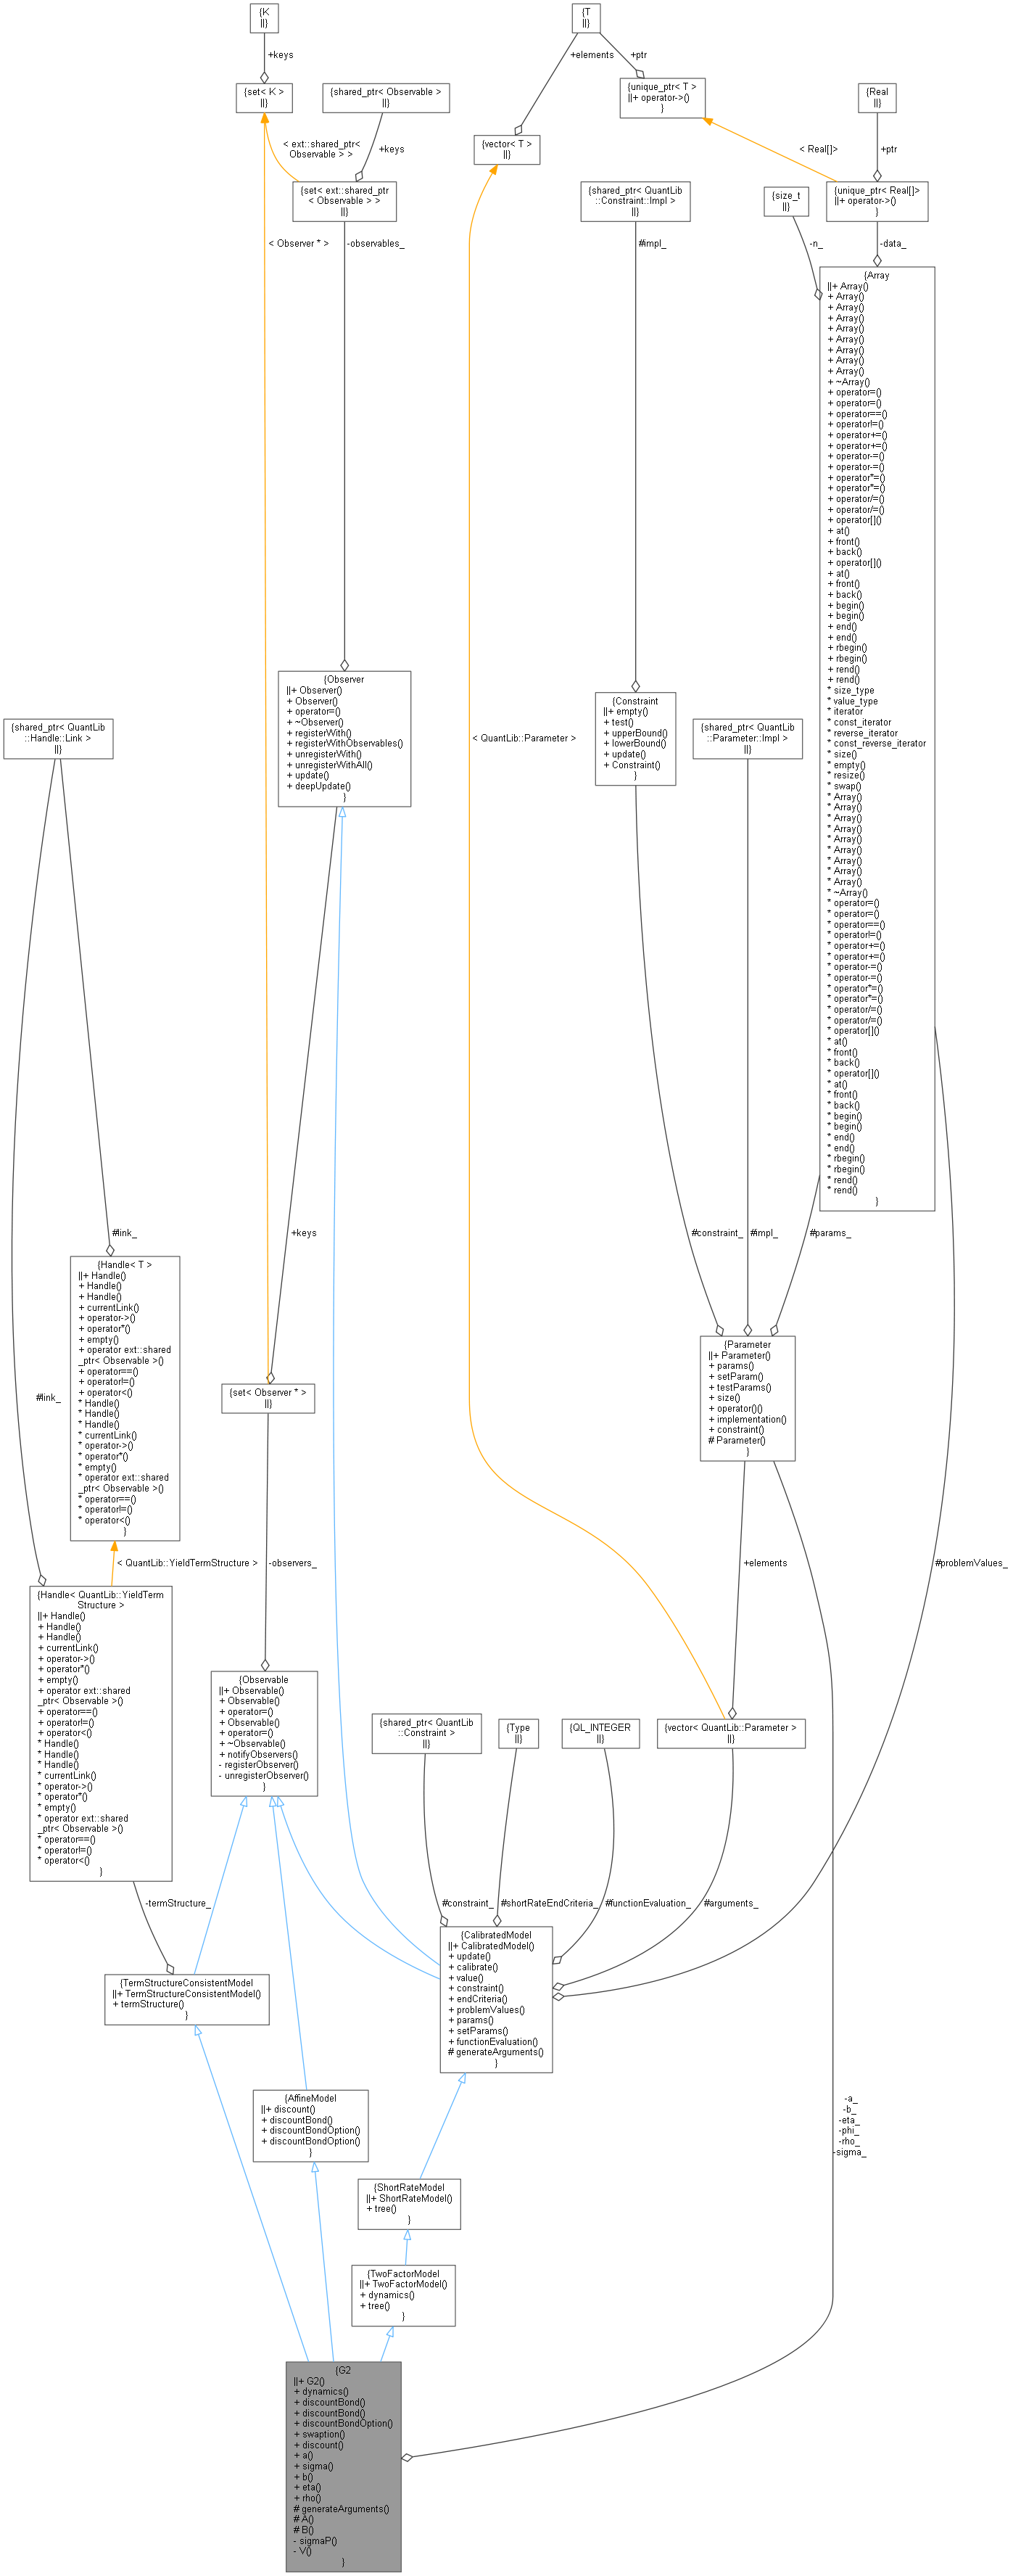 {K
||}
{T
||}
+keys
+elements
+ptr
{set< K >
||}
{shared_ptr< Observable >
||}
{unique_ptr< T >
||+ operator->()
}
{Real
||}
< ext::shared_ptr<
Observable > >
+keys
{vector< T >
||}
< Real[]>
+ptr
{set< ext::shared_ptr
< Observable > >
||}
{shared_ptr< QuantLib
::Constraint::Impl >
||}
{size_t
||}
{unique_ptr< Real[]>
||+ operator->()
}
< Observer * >
-observables_
#impl_
-n_
-data_
{Array
||+ Array()
+ Array()
+ Array()
+ Array()
+ Array()
+ Array()
+ Array()
+ Array()
+ Array()
+ ~Array()
+ operator=()
+ operator=()
+ operator==()
+ operator!=()
+ operator+=()
+ operator+=()
+ operator-=()
+ operator-=()
+ operator*=()
+ operator*=()
+ operator/=()
+ operator/=()
+ operator[]()
+ at()
+ front()
+ back()
+ operator[]()
+ at()
+ front()
+ back()
+ begin()
+ begin()
+ end()
+ end()
+ rbegin()
+ rbegin()
+ rend()
+ rend()
* size_type
* value_type
* iterator
* const_iterator
* reverse_iterator
* const_reverse_iterator
* size()
* empty()
* resize()
* swap()
* Array()
* Array()
* Array()
* Array()
* Array()
* Array()
* Array()
* Array()
* Array()
* ~Array()
* operator=()
* operator=()
* operator==()
* operator!=()
* operator+=()
* operator+=()
* operator-=()
* operator-=()
* operator*=()
* operator*=()
* operator/=()
* operator/=()
* operator[]()
* at()
* front()
* back()
* operator[]()
* at()
* front()
* back()
* begin()
* begin()
* end()
* end()
* rbegin()
* rbegin()
* rend()
* rend()
}
{Observer
||+ Observer()
+ Observer()
+ operator=()
+ ~Observer()
+ registerWith()
+ registerWithObservables()
+ unregisterWith()
+ unregisterWithAll()
+ update()
+ deepUpdate()
}
{Constraint
||+ empty()
+ test()
+ upperBound()
+ lowerBound()
+ update()
+ Constraint()
}
{shared_ptr< QuantLib
::Handle::Link >
||}
< QuantLib::Parameter >
{shared_ptr< QuantLib
::Parameter::Impl >
||}
#link_
+keys
#constraint_
#impl_
#params_
{Handle< T >
||+ Handle()
+ Handle()
+ Handle()
+ currentLink()
+ operator->()
+ operator*()
+ empty()
+ operator ext::shared
_ptr< Observable >()
+ operator==()
+ operator!=()
+ operator<()
* Handle()
* Handle()
* Handle()
* currentLink()
* operator->()
* operator*()
* empty()
* operator ext::shared
_ptr< Observable >()
* operator==()
* operator!=()
* operator<()
}
#link_
{set< Observer * >
||}
{Parameter
||+ Parameter()
+ params()
+ setParam()
+ testParams()
+ size()
+ operator()()
+ implementation()
+ constraint()
# Parameter()
}
< QuantLib::YieldTermStructure >
-observers_
+elements
#problemValues_
{Handle< QuantLib::YieldTerm
Structure >
||+ Handle()
+ Handle()
+ Handle()
+ currentLink()
+ operator->()
+ operator*()
+ empty()
+ operator ext::shared
_ptr< Observable >()
+ operator==()
+ operator!=()
+ operator<()
* Handle()
* Handle()
* Handle()
* currentLink()
* operator->()
* operator*()
* empty()
* operator ext::shared
_ptr< Observable >()
* operator==()
* operator!=()
* operator<()
}
{Observable
||+ Observable()
+ Observable()
+ operator=()
+ Observable()
+ operator=()
+ ~Observable()
+ notifyObservers()
- registerObserver()
- unregisterObserver()
}
{shared_ptr< QuantLib
::Constraint >
||}
{Type
||}
{QL_INTEGER
||}
{vector< QuantLib::Parameter >
||}
-termStructure_
#constraint_
#shortRateEndCriteria_
#functionEvaluation_
#arguments_
{TermStructureConsistentModel
||+ TermStructureConsistentModel()
+ termStructure()
}
{CalibratedModel
||+ CalibratedModel()
+ update()
+ calibrate()
+ value()
+ constraint()
+ endCriteria()
+ problemValues()
+ params()
+ setParams()
+ functionEvaluation()
# generateArguments()
}
{AffineModel
||+ discount()
+ discountBond()
+ discountBondOption()
+ discountBondOption()
}
-a_
-b_
-eta_
-phi_
-rho_
-sigma_
{ShortRateModel
||+ ShortRateModel()
+ tree()
}
{TwoFactorModel
||+ TwoFactorModel()
+ dynamics()
+ tree()
}
{G2
||+ G2()
+ dynamics()
+ discountBond()
+ discountBond()
+ discountBondOption()
+ swaption()
+ discount()
+ a()
+ sigma()
+ b()
+ eta()
+ rho()
# generateArguments()
# A()
# B()
- sigmaP()
- V()
}